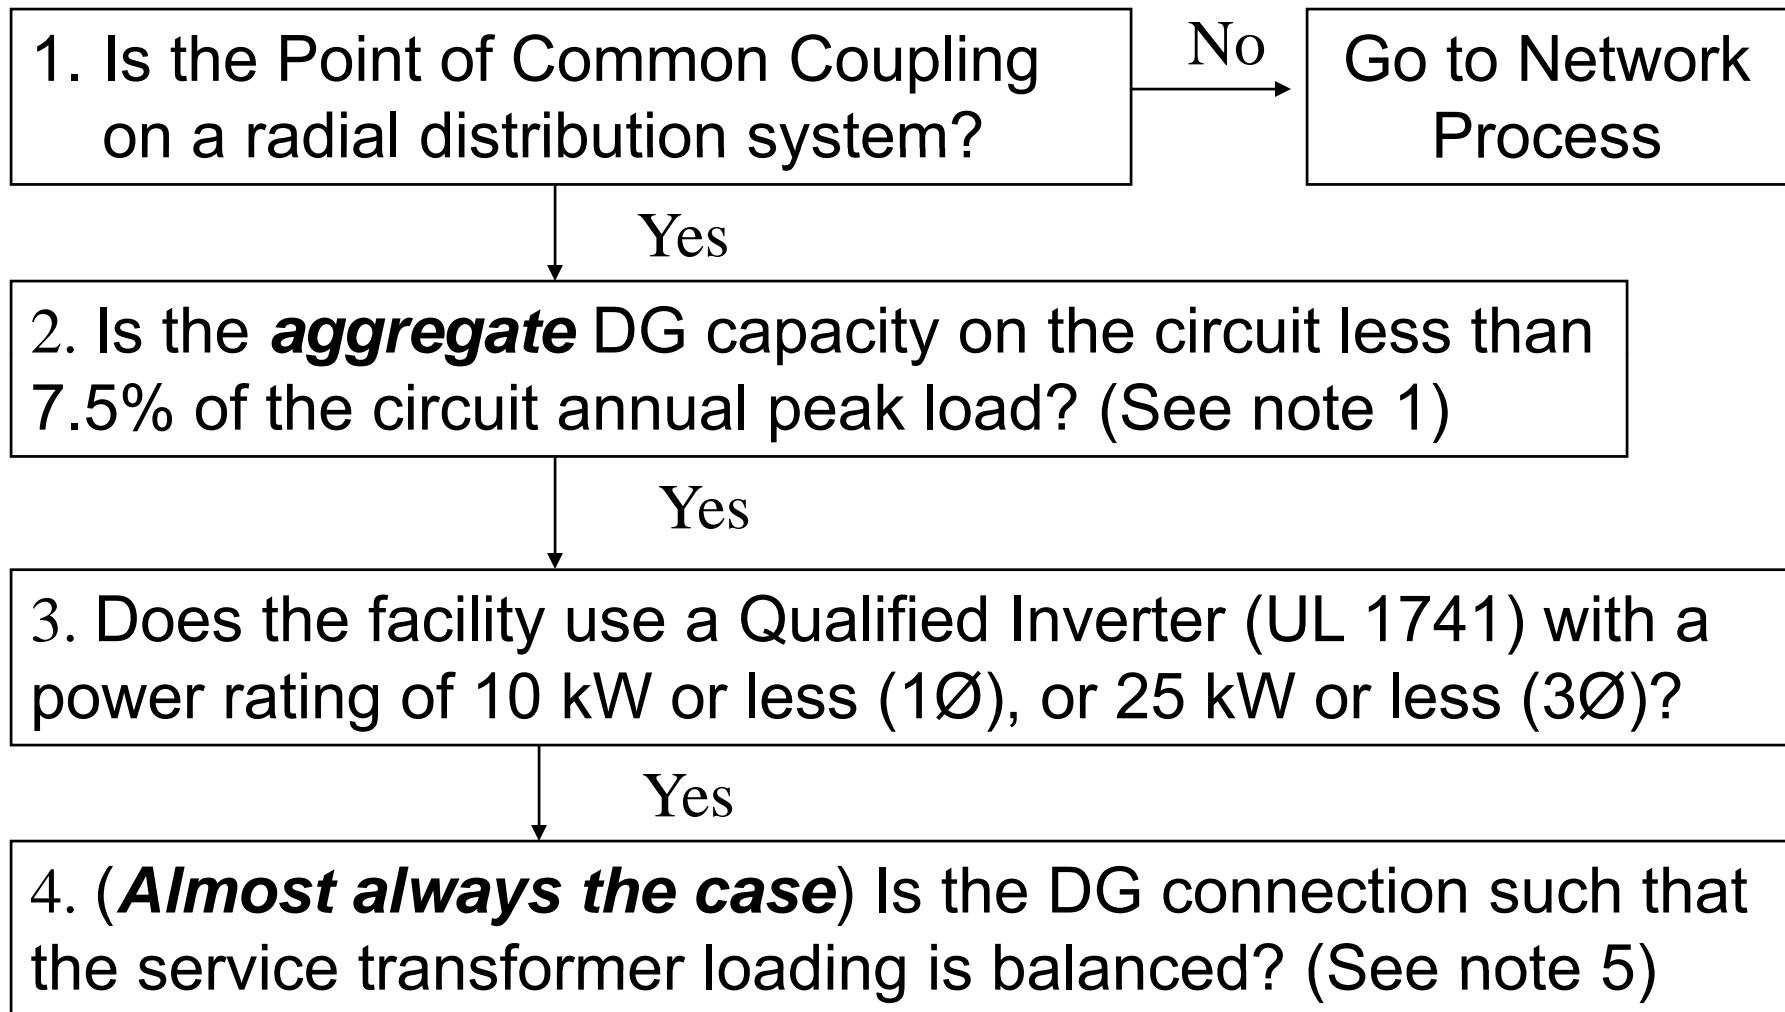 1. Is the Point of Common Coupling
on a radial distribution system?
No
Go to Network
Process
Yes
2. Is the aggregate DG capacity on the circuit less than
7.5% of the circuit annual peak load? (See note 1)
Yes
3. Does the facility use a Qualified Inverter (UL 1741) with a
power rating of 10 kW or less (1Ø), or 25 kW or less (3Ø)?
Yes
4. (Almost always the case) Is the DG connection such that
the service transformer loading is balanced? (See note 5)